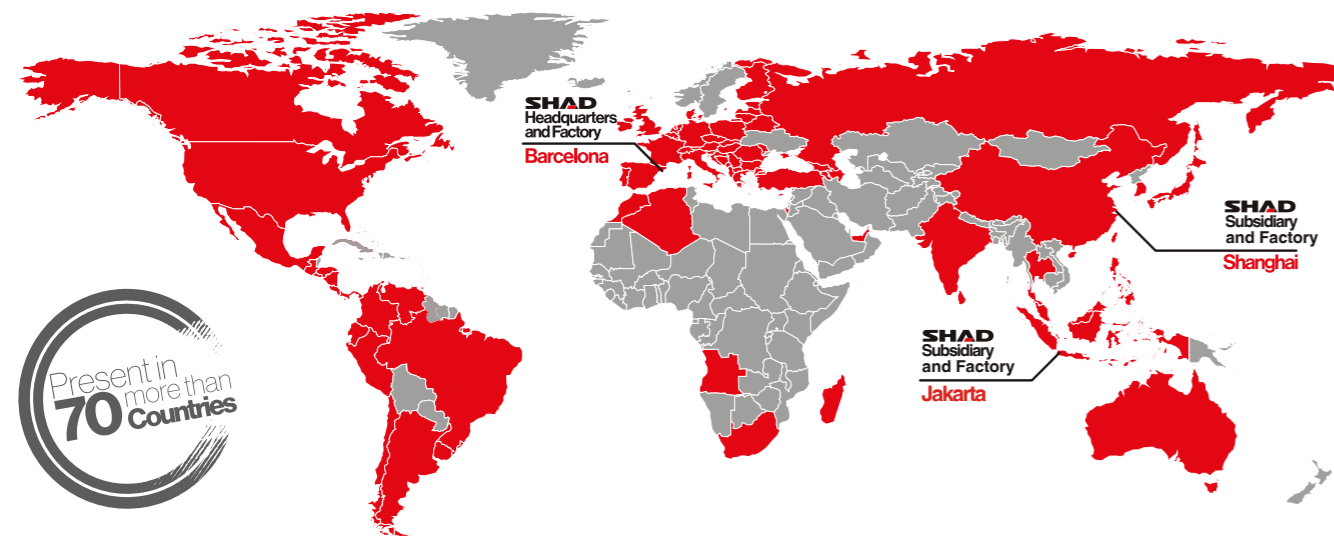 SHAD
Headquarters
and Factory
Barcelona
SHAD
Subsidiary
and Factory
Shanghai
SHAD
Subsidiary
and Factory
Jakarta
Present in
70 more than
Countries